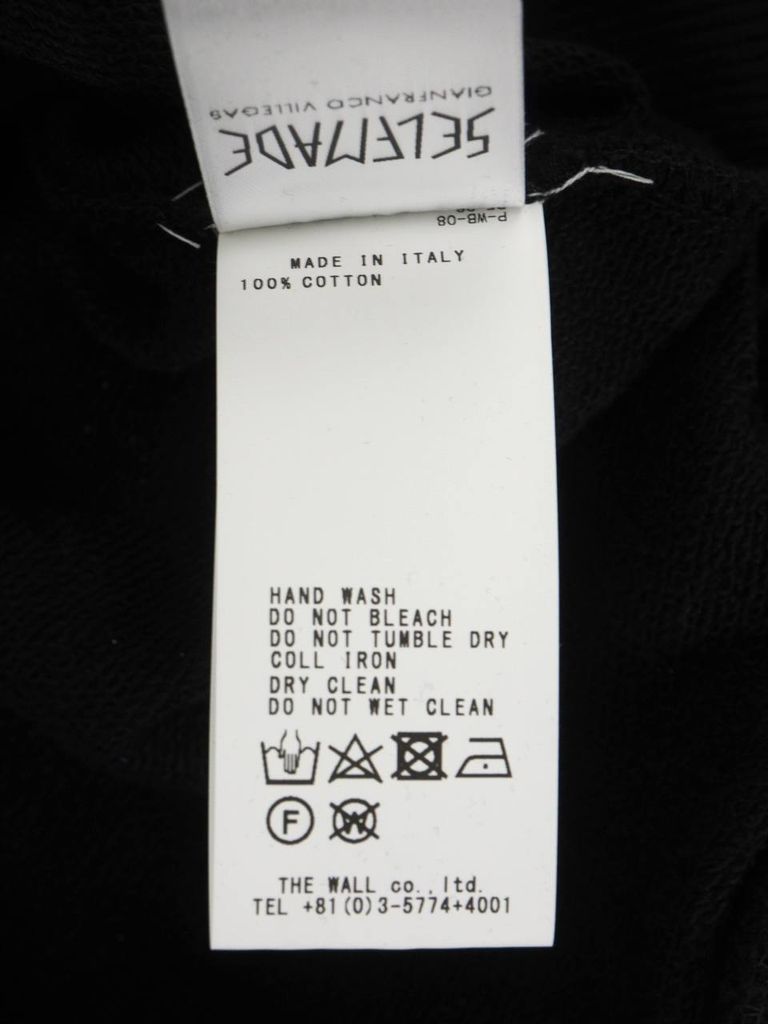 GIANFRANCO VILLEGAS
SELFMADE
P-WB-08
MADE IN ITALY
100% COTTON
HAND WASH
DO NOT BLEACH
DO NOT TUMBLE DRY
COLL IRON
DRY CLEAN
DO NOT WET CLEAN
F W
THE WALL co., ltd.
TEL +81(0)3-5774+4001